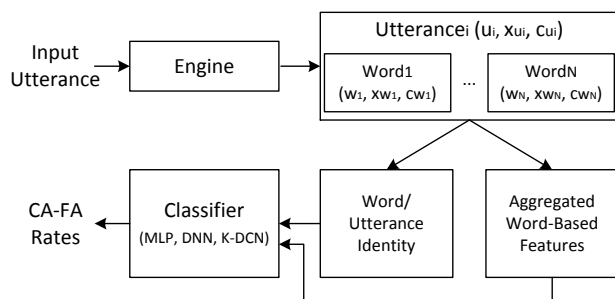 Input
Utterance
Engine
Utterancei (ui, xui, cui)
Word1
(w1, xw1, cw1)
...
WordN
(wN, xwN, cwN)
CA-FA
Rates
Classifier
(MLP, DNN, K-DCN)
Word/
Utterance
Identity
Aggregated
Word-Based
Features